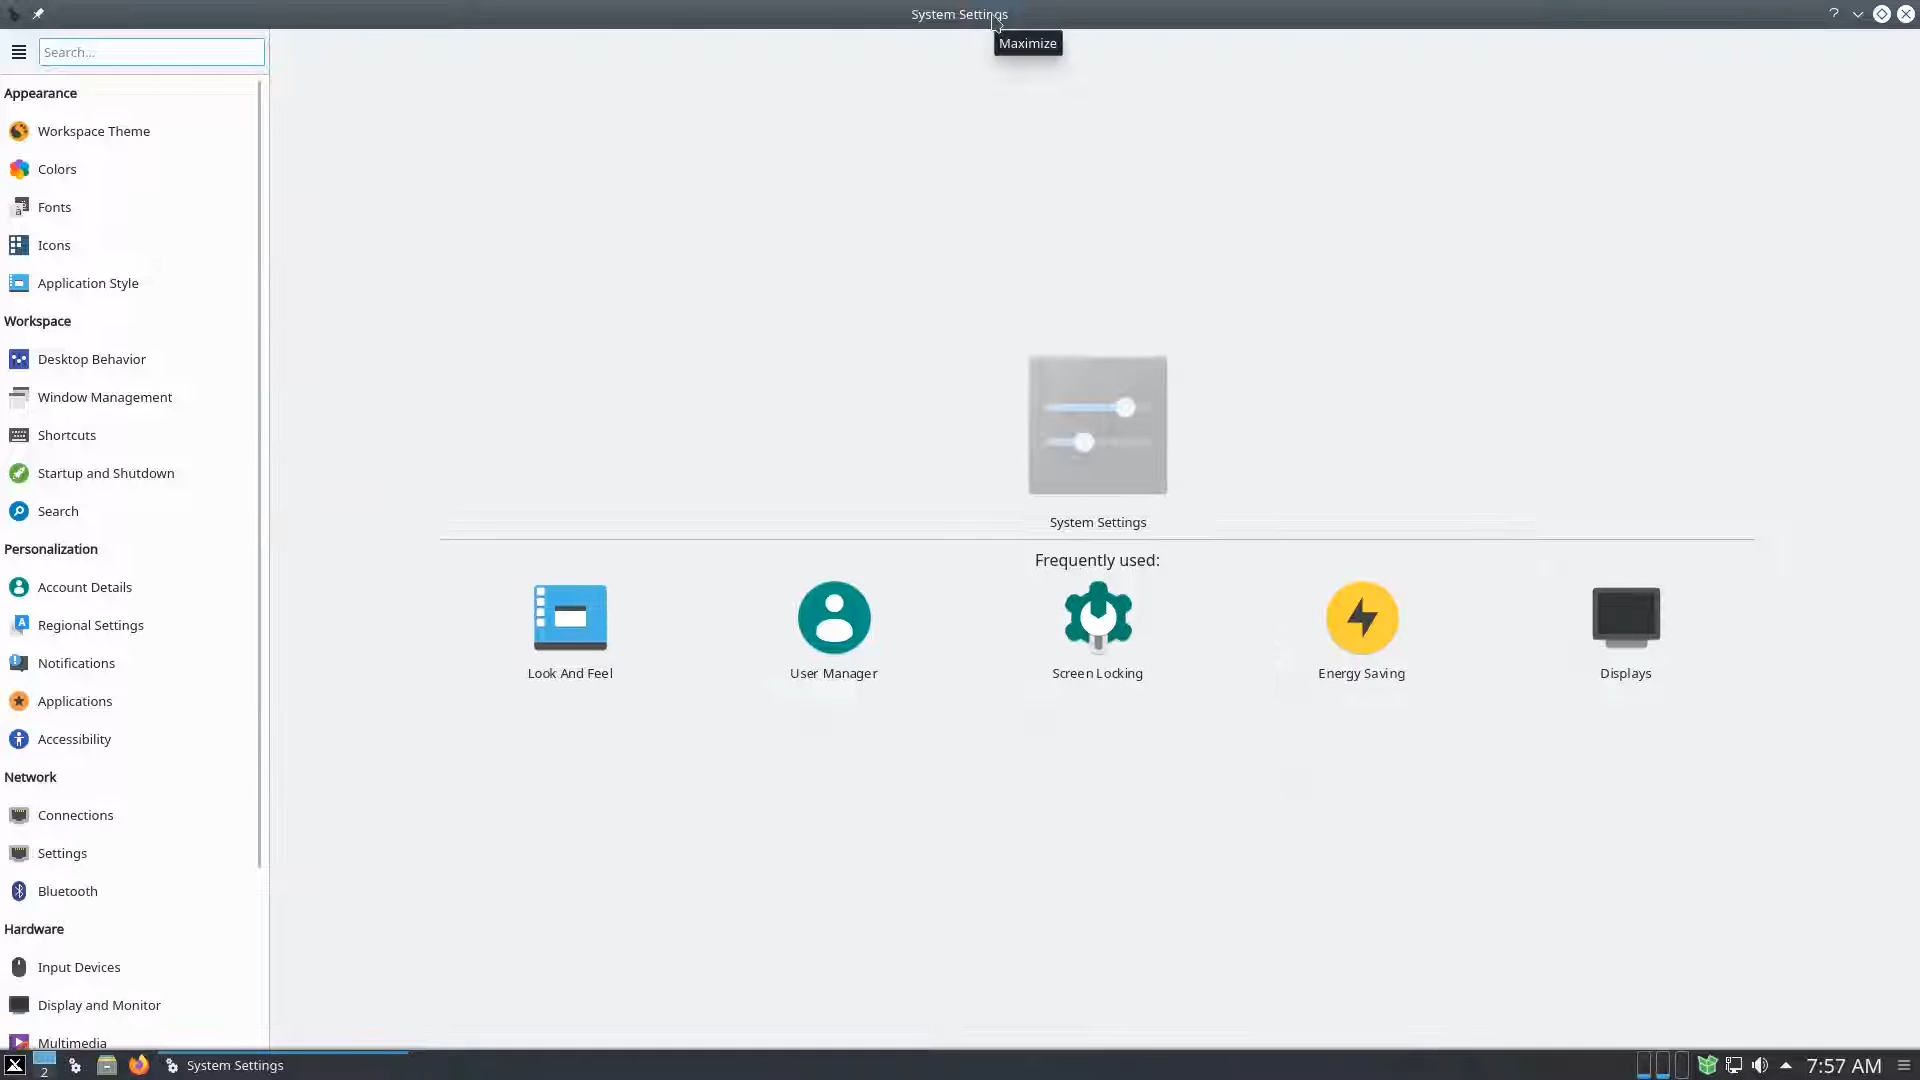 System Settings
?
Maximize
Search...
Appearance
Workspace Theme
Colors
Fonts
Icons
Application Style
Workspace
Desktop Behavior
Window Management
Shortcuts
Startup and Shutdown
Search
Personalization
Account Details
Regional Settings
Notifications
Applications
Accessibility
Network
Connections
Settings
Bluetooth
Hardware
Input Devices
Display and Monitor
Multimedia
System Settings
Frequently used:
Look And Feel
User Manager
Screen Locking
Energy Saving
Displays
2
System Settings
7:57 AM